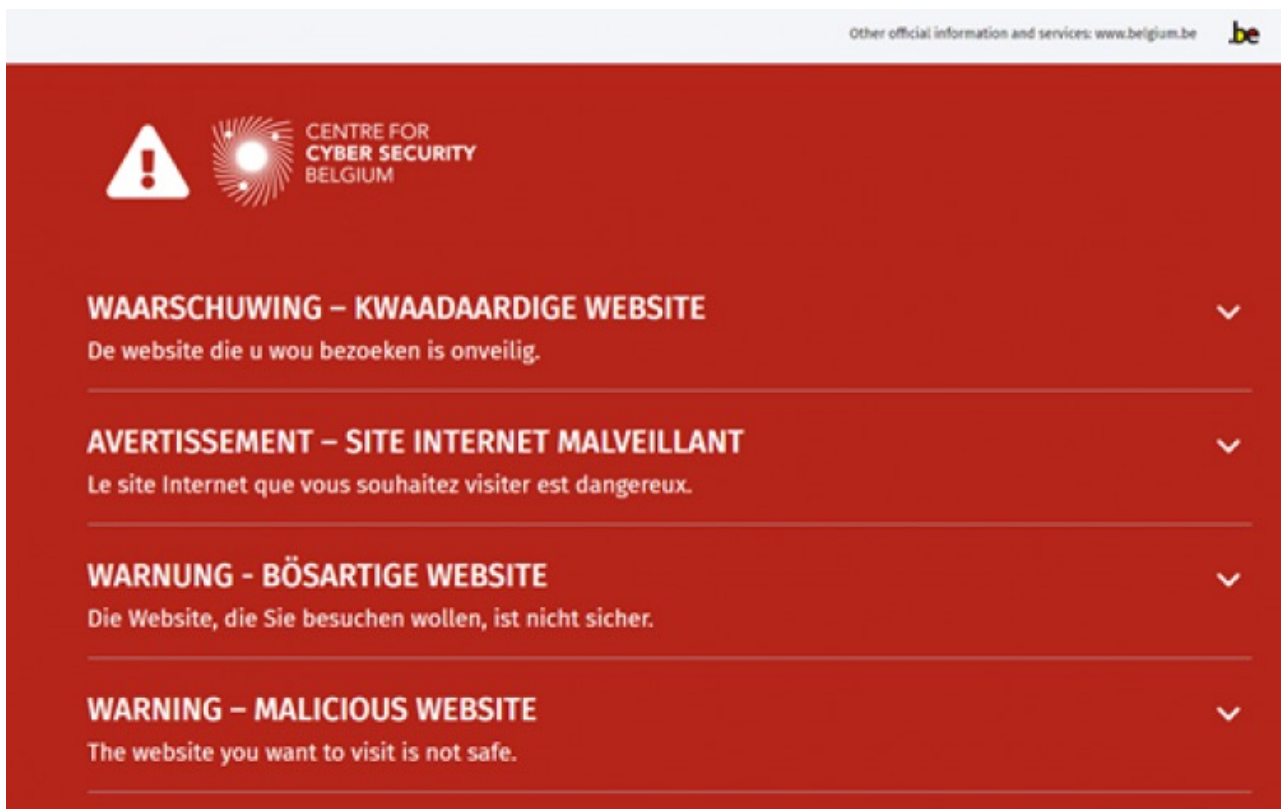 Other official information and services: www.belgium.be
.be
CENTRE FOR
CYBER SECURITY
BELGIUM
WAARSCHUWING – KWAADAARDIGE WEBSITE
De website die u wou bezoeken is onveilig.
AVERTISSEMENT – SITE INTERNET MALVEILLANT
Le site Internet que vous souhaitez visiter est dangereux.
WARNUNG - BÖSARTIGE WEBSITE
Die Website, die Sie besuchen wollen, ist nicht sicher.
WARNING – MALICIOUS WEBSITE
The website you want to visit is not safe.